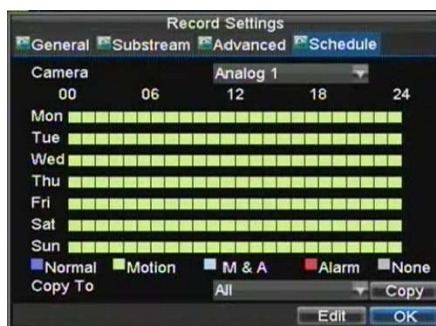 Record Settings
General Substream Advanced Schedule
Camera Analog 1
00 06 12 18 24
Mon
Tue
Wed
Thu
Fri
Sat
Sun
Normal Motion M & A Alarm None
Copy To All Copy
Edit OK